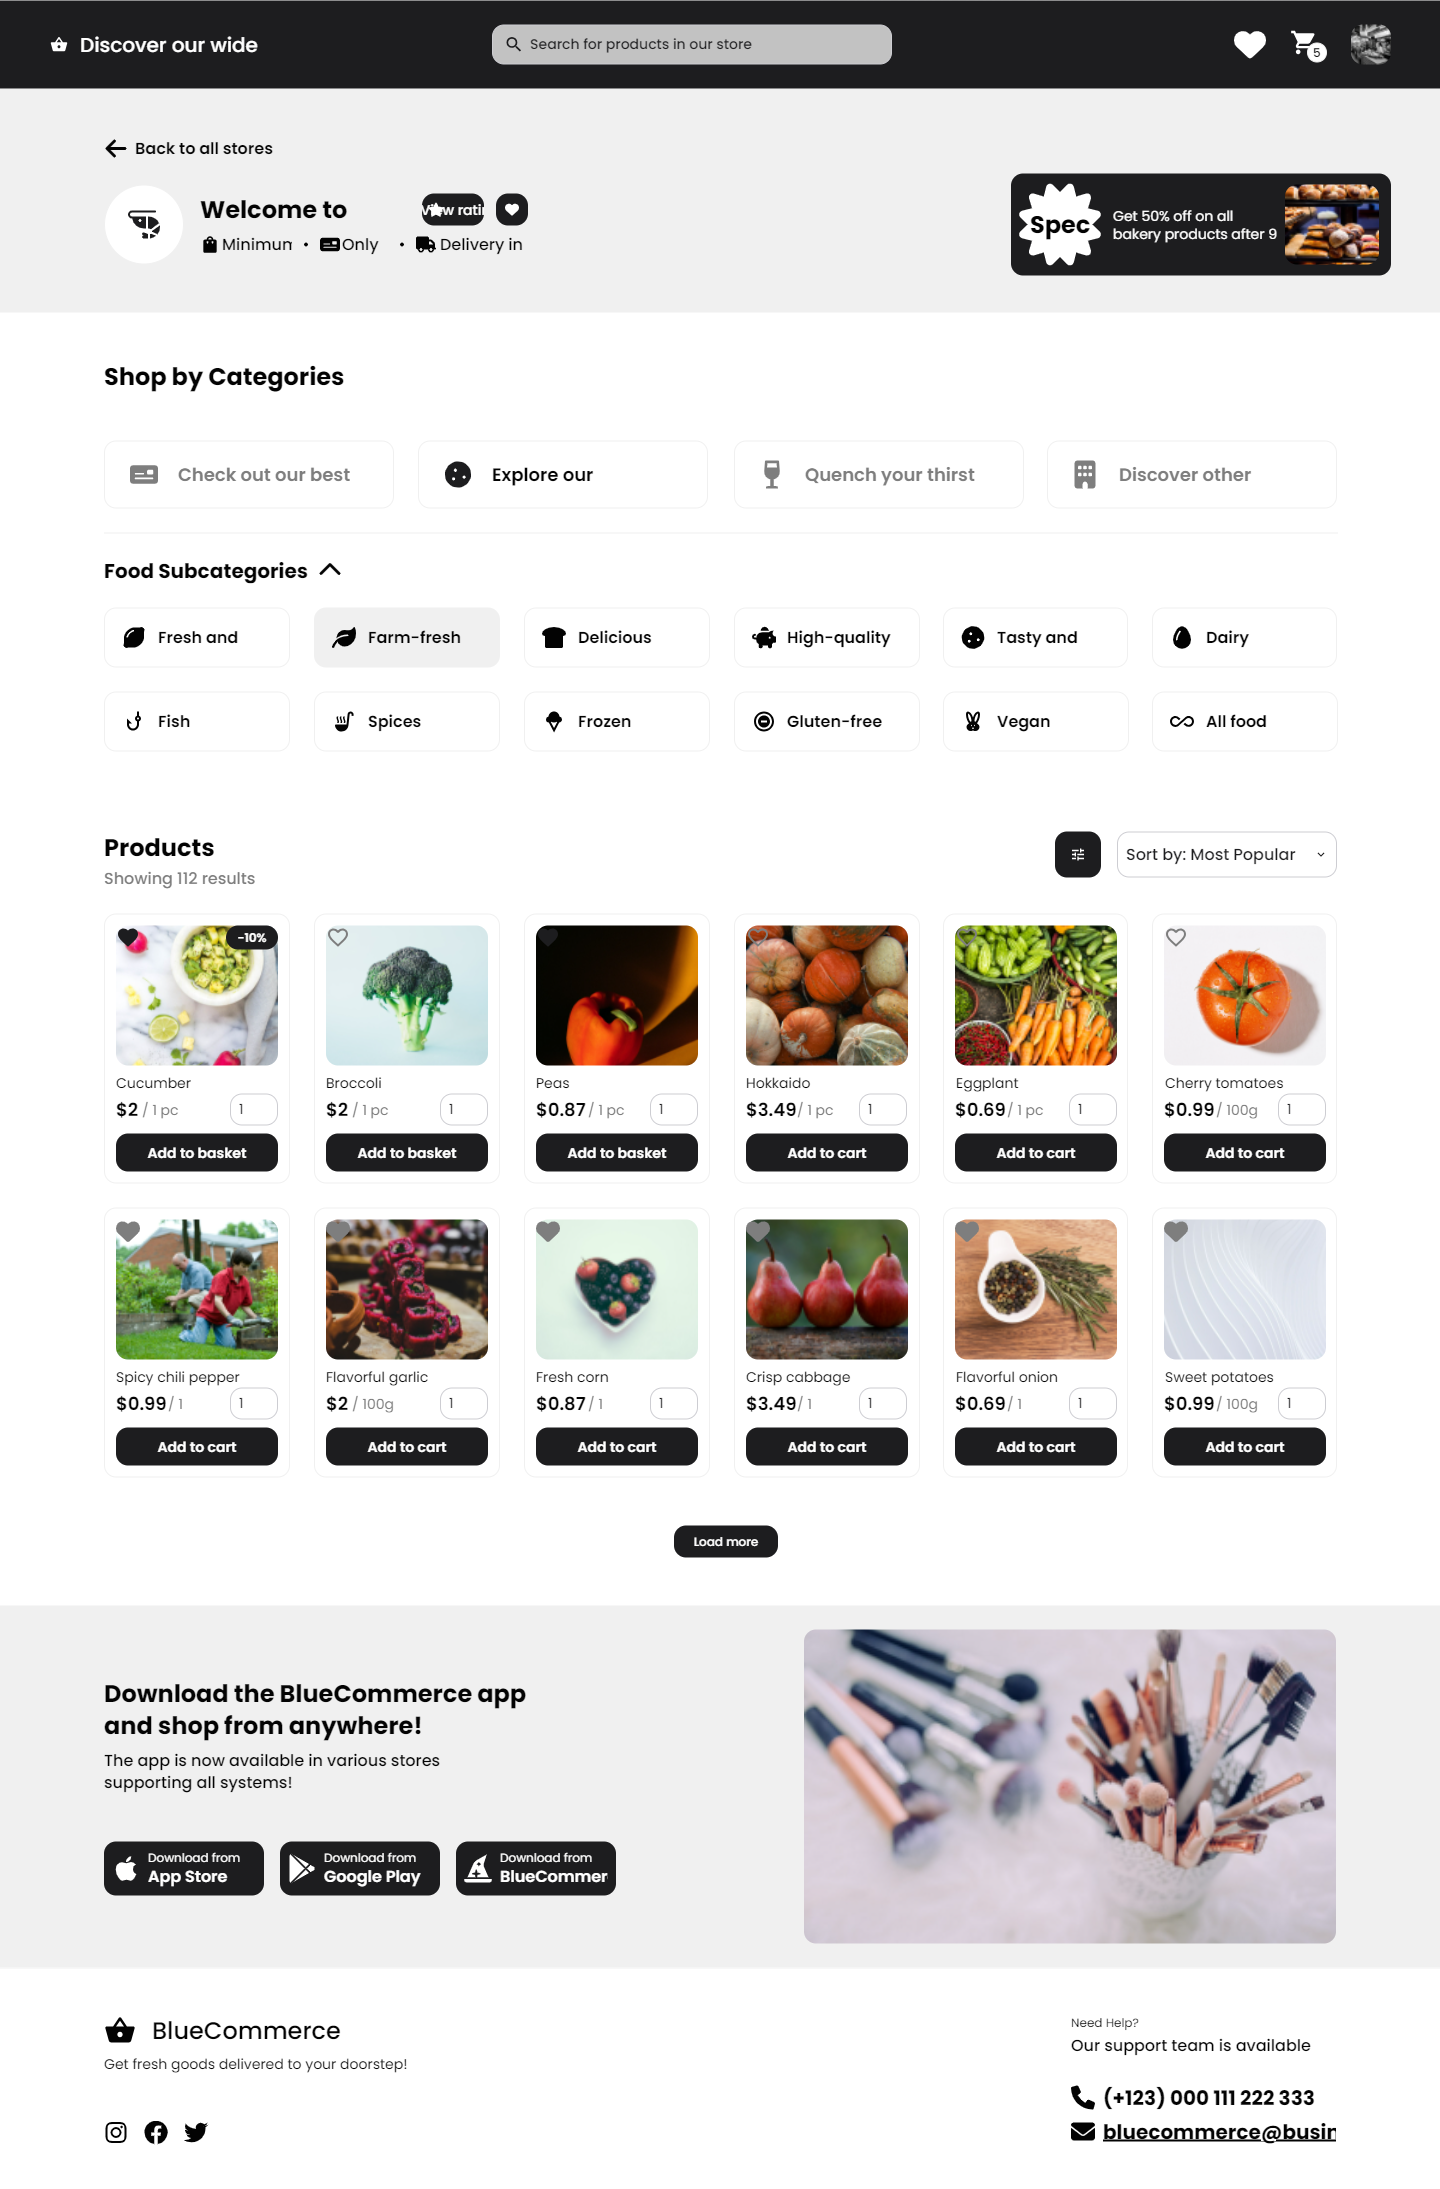 Discover our wide
Search for products in our store
5
Back to all stores
Welcome to
View ratin
Minimum
• Only
• Delivery in
Spec
Get 50% off on all
bakery products after 9
Shop by Categories
Check out our best
Explore our
Quench your thirst
Discover other
Food Subcategories
Fresh and
Farm-fresh
Delicious
High-quality
Tasty and
Dairy
Fish
Spices
Frozen
Gluten-free
Vegan
All food
Products
Showing 112 results
Sort by: Most Popular
-10%
Cucumber
$2 / 1 pc
1
Add to basket
Broccoli
$2 / 1 pc
1
Add to basket
Peas
$0.87 / 1 pc
1
Add to basket
Hokkaido
$3.49 / 1 pc
1
Add to cart
Eggplant
$0.69 / 1 pc
1
Add to cart
Cherry tomatoes
$0.99 / 100g
1
Add to cart
Spicy chili pepper
$0.99 / 1
1
Add to cart
Flavorful garlic
$2 / 100g
1
Add to cart
Fresh corn
$0.87 / 1
1
Add to cart
Crisp cabbage
$3.49 / 1
1
Add to cart
Flavorful onion
$0.69 / 1
1
Add to cart
Sweet potatoes
$0.99 / 100g
1
Add to cart
Load more
Download the BlueCommerce app
and shop from anywhere!
The app is now available in various stores
supporting all systems!
Download from
App Store
Download from
Google Play
Download from
BlueCommer
BlueCommerce
Get fresh goods delivered to your doorstep!
Need Help?
Our support team is available
(+123) 000 111 222 333
bluecommerce@busin